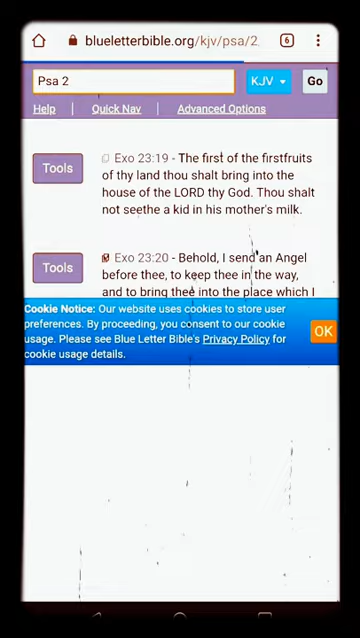 blueletterbible.org/kjv/psa/2
6
Psa 2
KJV
Go
Help | Quick Nav | Advanced Options
Tools
Exo 23:19 - The first of the firstfruits
of thy land thou shalt bring into the
house of the LORD thy God. Thou shalt
not seethe a kid in his mother's milk.
Tools
Exo 23:20 - Behold, I send an Angel
before thee, to keep thee in the way,
and to bring thee into the place which I
Cookie Notice: Our website uses cookies to store user
preferences. By proceeding, you consent to our cookie
usage. Please see Blue Letter Bible's Privacy Policy for
cookie usage details.
OK